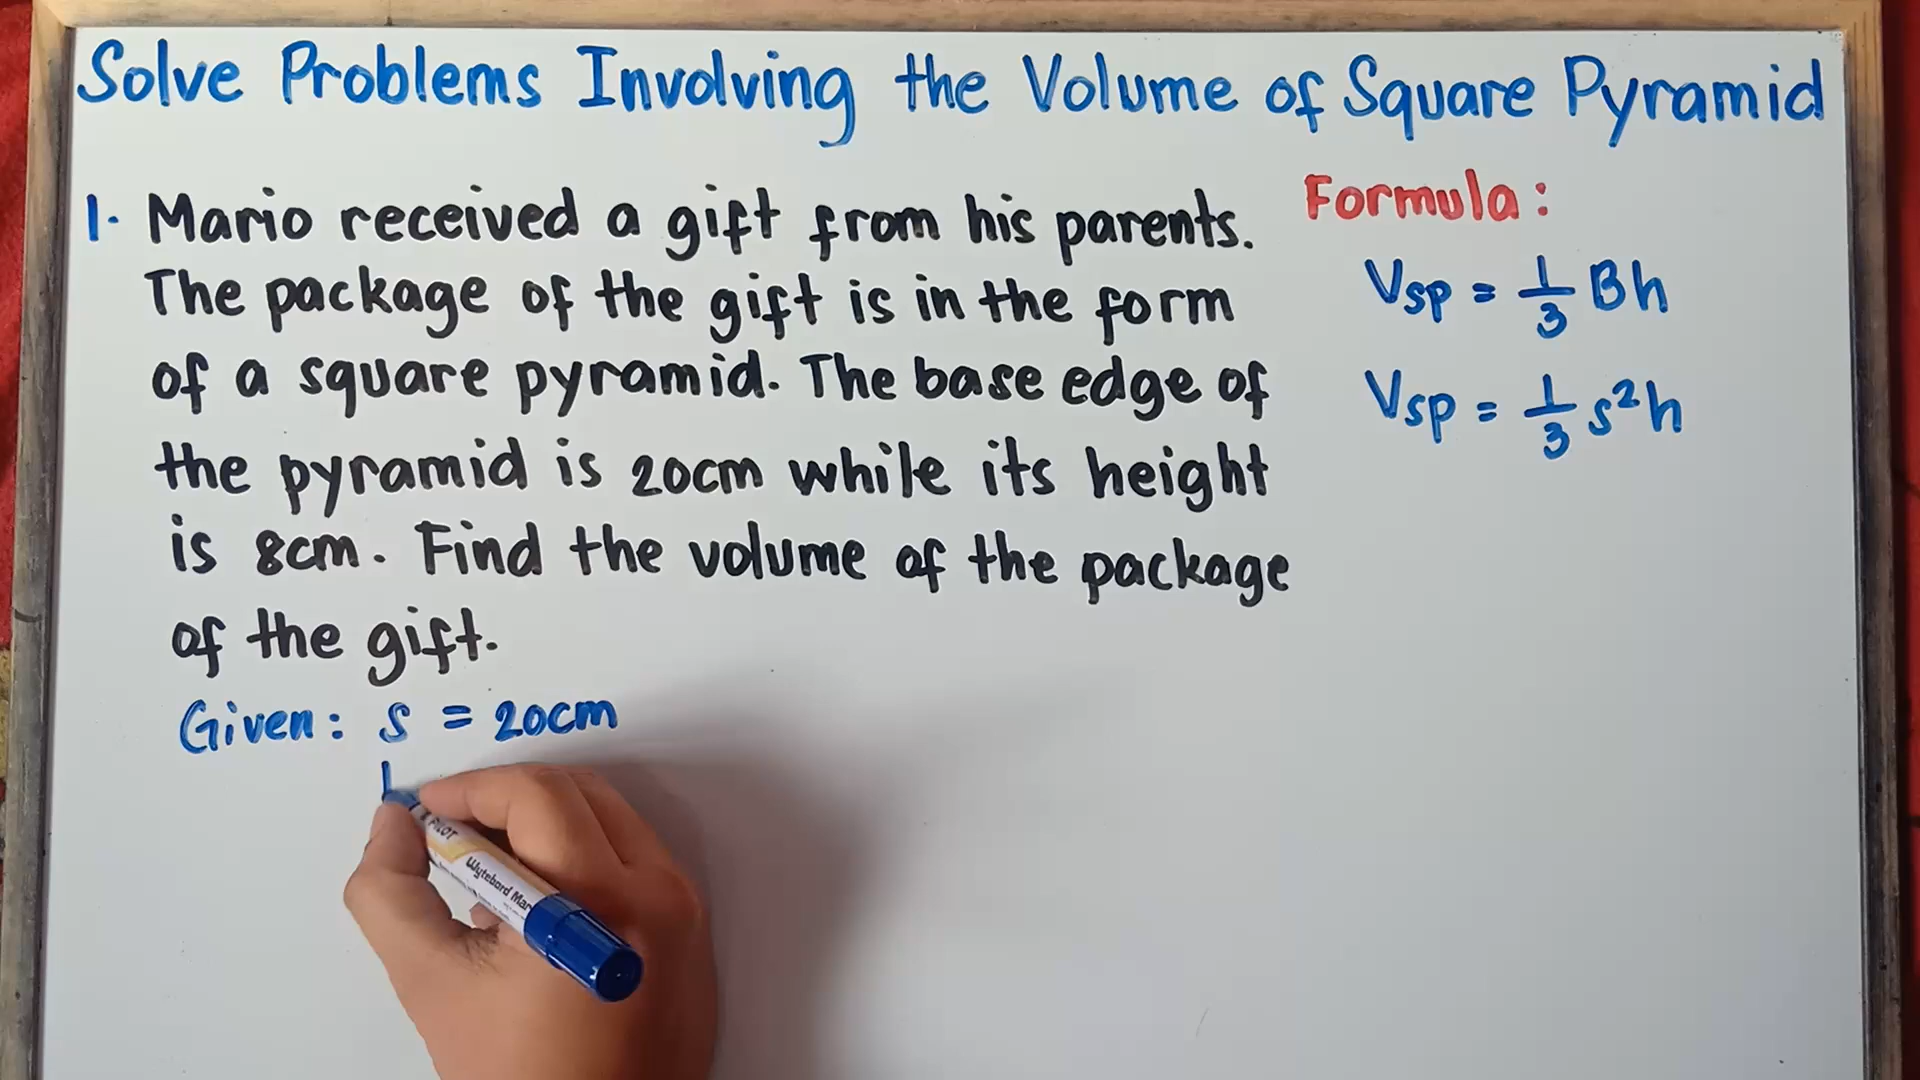 Solve Problems Involving the Volume of Square Pyramid
1. Mario received a gift from his parents.
The package of the gift is in the form
of a square pyramid. The base edge of
the pyramid is 20cm while its height
is 8cm. Find the volume of the package
of the gift.
Given: s = 20cm
Formula:
Vsp = 1/3 Bh
Vsp = 1/3 s²h
PILOT
Wytebord Mar